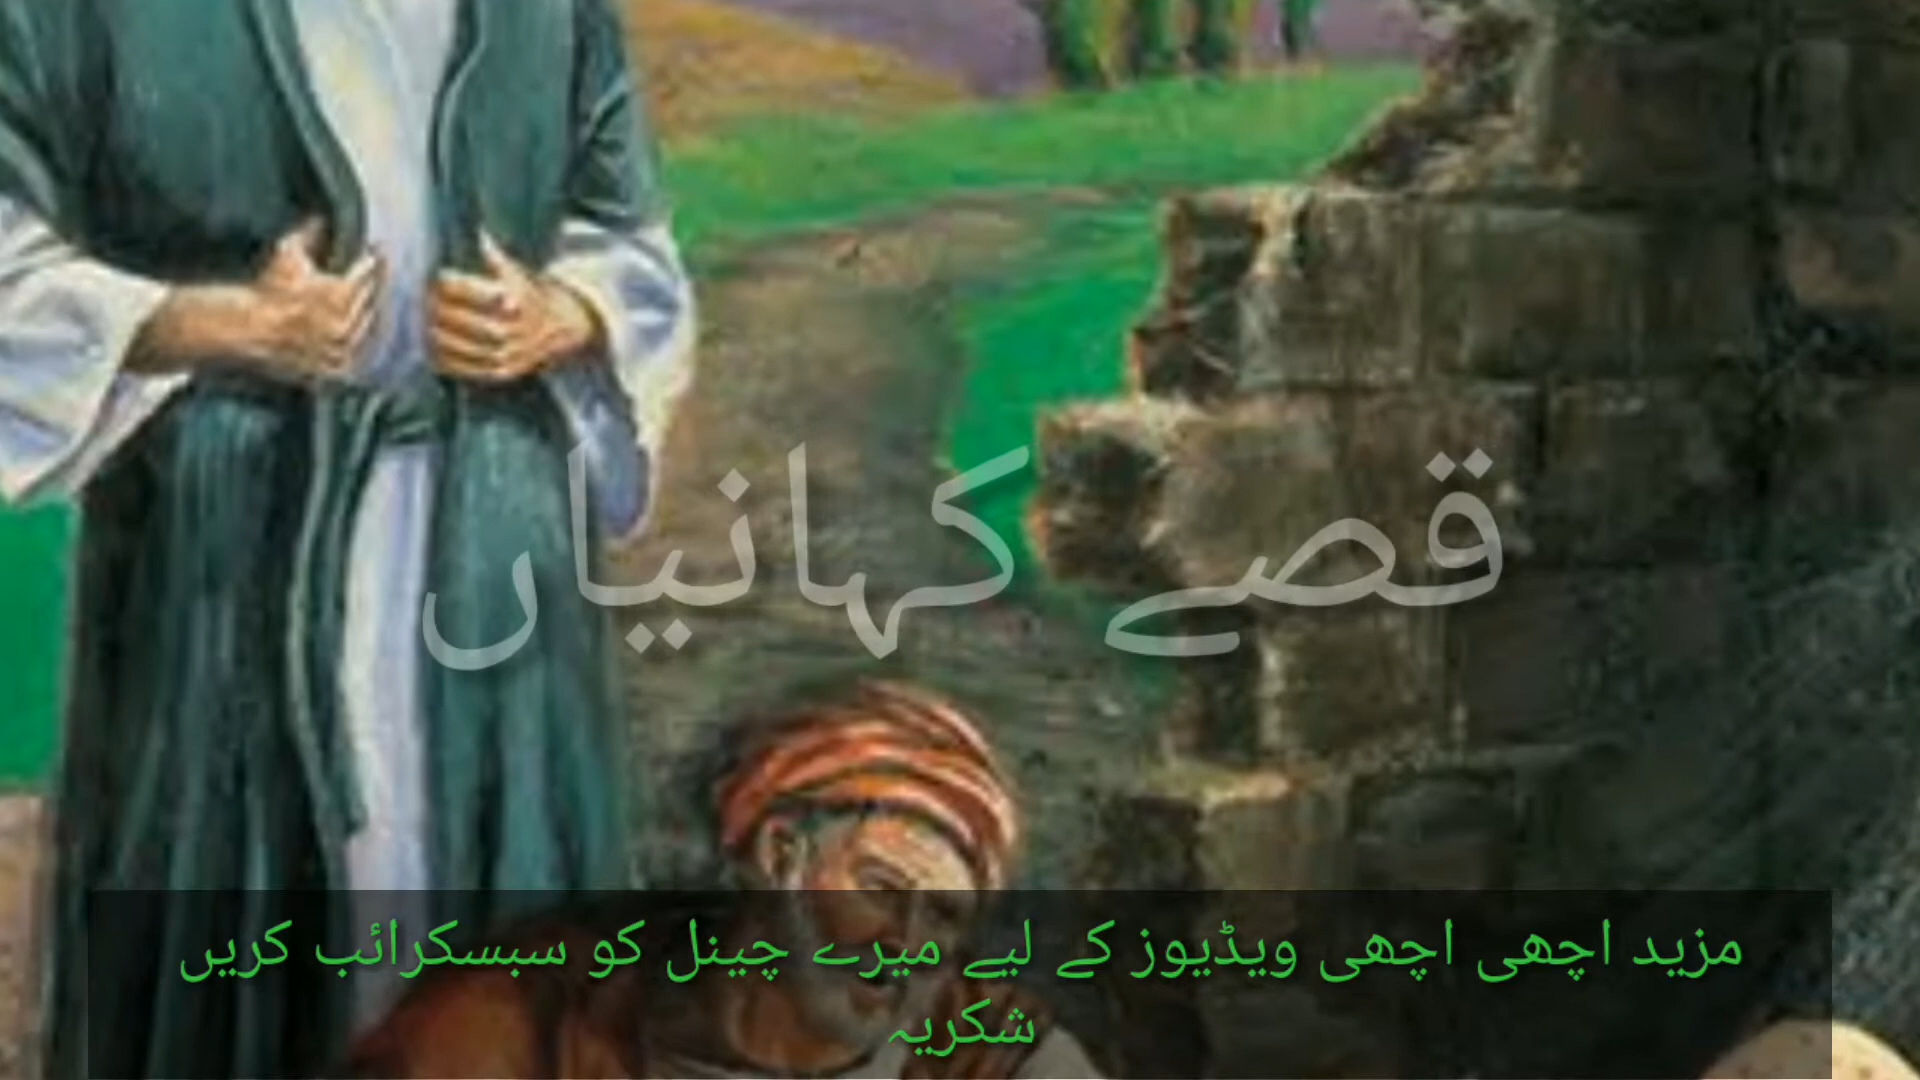 قصے کہانیاں
مزید اچھی اچھی ویڈیوز کے لیے میرے چینل کو سبسکرائب کریں
شکریہ